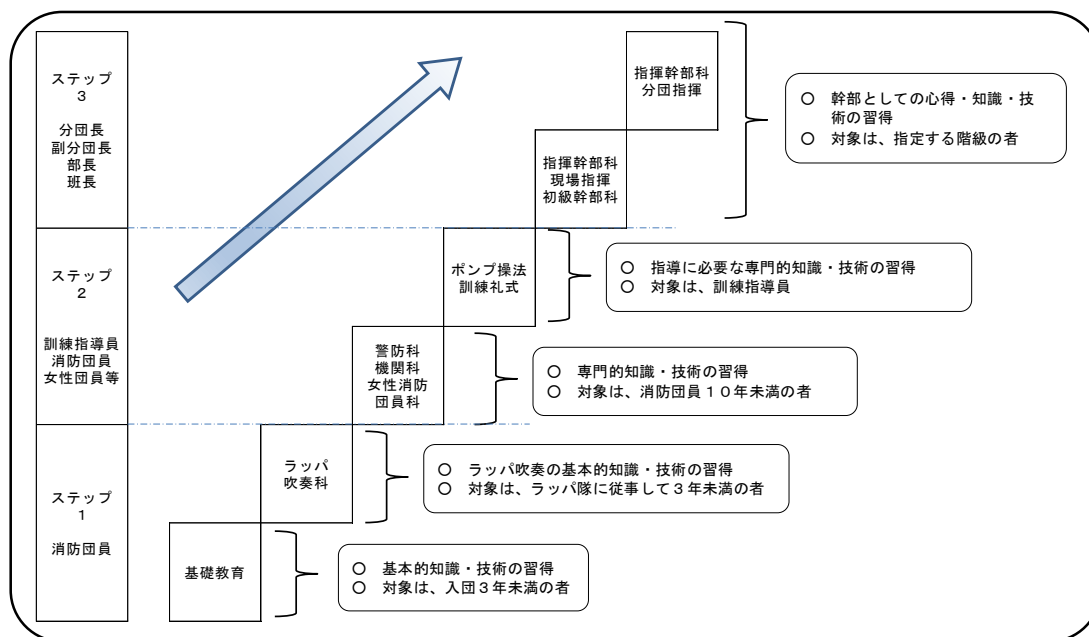 ステップ
３
分団長
副分団長
部長
班長
指揮幹部科
分団指揮
○　幹部としての心得・知識・技
術の習得
○　対象は、指定する階級の者
指揮幹部科
現場指揮
初級幹部科
ステップ
２
訓練指導員
消防団員
女性団員等
ポンプ操法
訓練礼式
○　指導に必要な専門的知識・技術の習得
○　対象は、訓練指導員
警防科
機関科
女性消防
団員科
○　専門的知識・技術の習得
○　対象は、消防団員１０年未満の者
ステップ
１
消防団員
ラッパ
吹奏科
○　ラッパ吹奏の基本的知識・技術の習得
○　対象は、ラッパ隊に従事して３年未満の者
基礎教育
○　基本的知識・技術の習得
○　対象は、入団３年未満の者